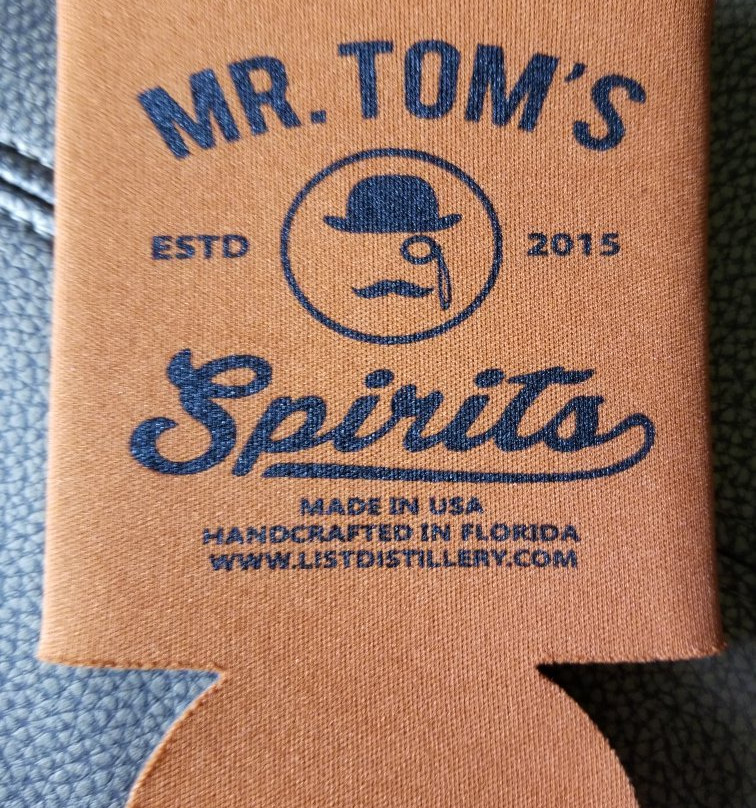 MR. TOM'S
ESTD 2015
Spirits
MADE IN USA
HANDCRAFTED IN FLORIDA
WWW.LISTDISTILLERY.COM